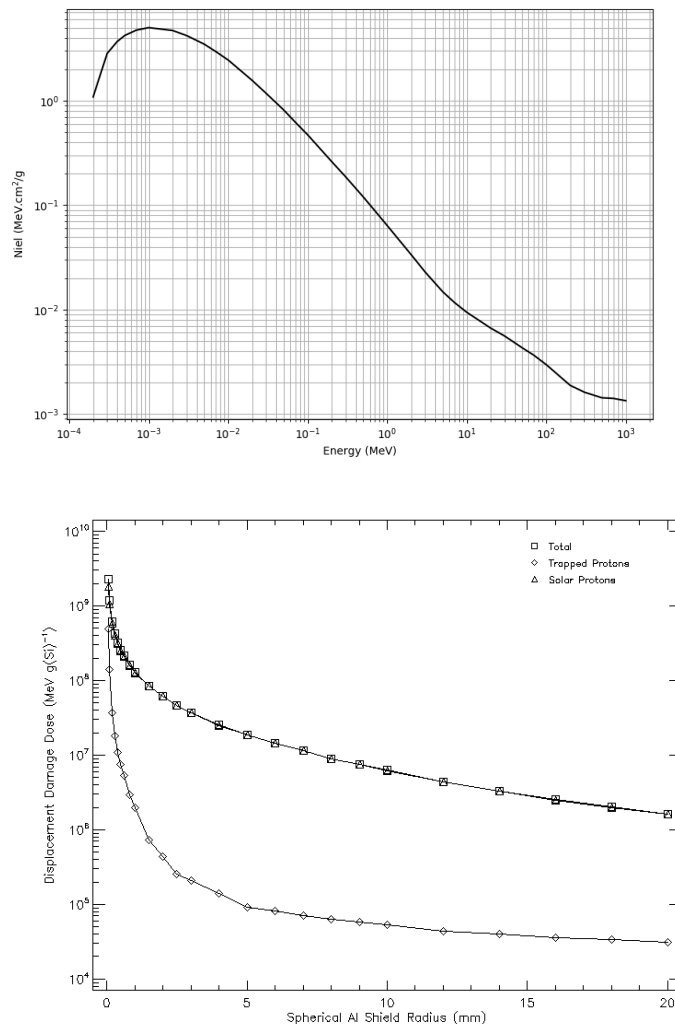 10⁰
10⁻¹
10⁻²
10⁻³
Niel (MeV.cm²/g)
10⁻⁴ 10⁻³ 10⁻² 10⁻¹ 10⁰ 10¹ 10² 10³
Energy (MeV)
10¹⁰
10⁹
10⁸
10⁷
10⁶
10⁵
10⁴
Displacement Damage Dose (MeV g(Si)⁻¹)
Total
Trapped Protons
Solar Protons
0 5 10 15 20
Spherical Al Shield Radius (mm)